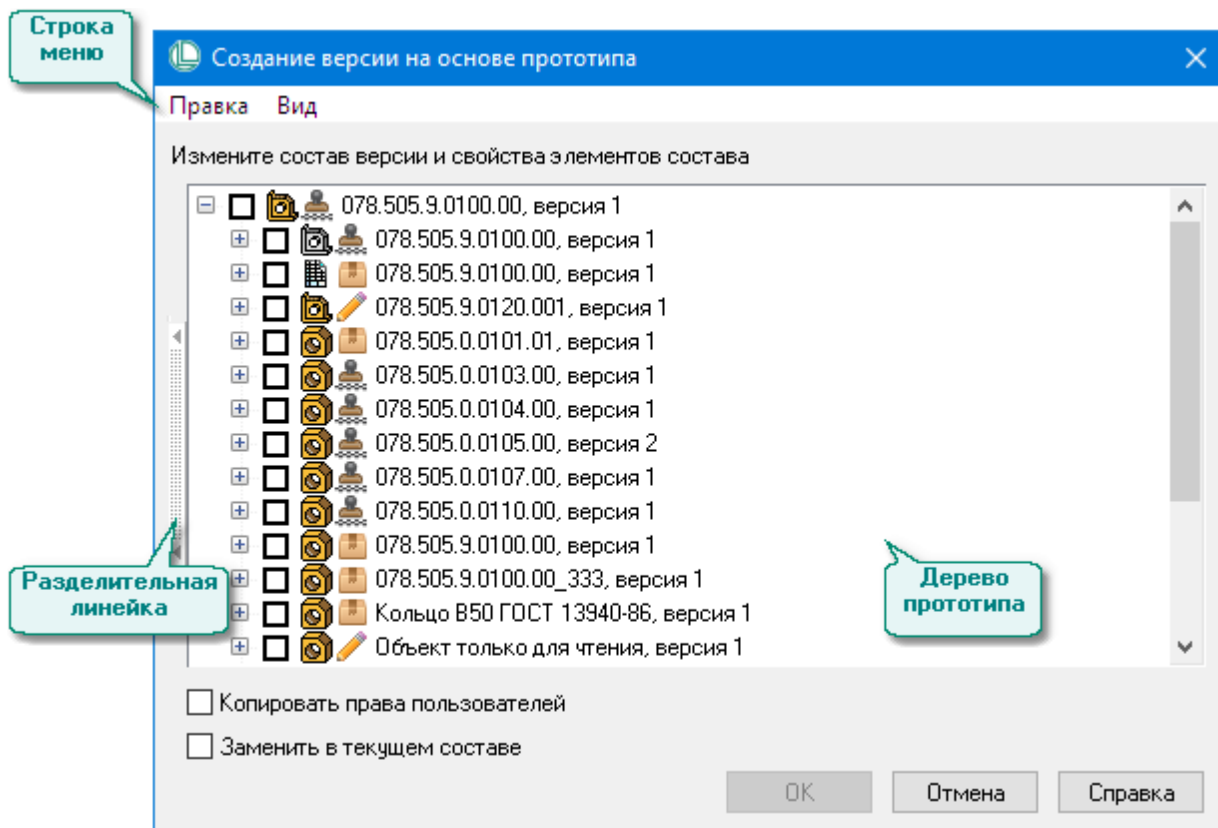 Строка
меню
Создание версии на основе прототипа
Правка Вид
Измените состав версии и свойства элементов состава
078.505.9.0100.00, версия 1
078.505.9.0100.00, версия 1
078.505.9.0100.00, версия 1
078.505.9.0120.001, версия 1
078.505.0.0101.01, версия 1
078.505.0.0103.00, версия 1
078.505.0.0104.00, версия 1
078.505.0.0105.00, версия 2
078.505.0.0107.00, версия 1
078.505.0.0110.00, версия 1
078.505.9.0100.00, версия 1
078.505.9.0100.00_333, версия 1
Кольцо В50 ГОСТ 13940-86, версия 1
Объект только для чтения, версия 1
Разделительная
линейка
Дерево
прототипа
Копировать права пользователей
Заменить в текущем составе
OK Отмена Справка